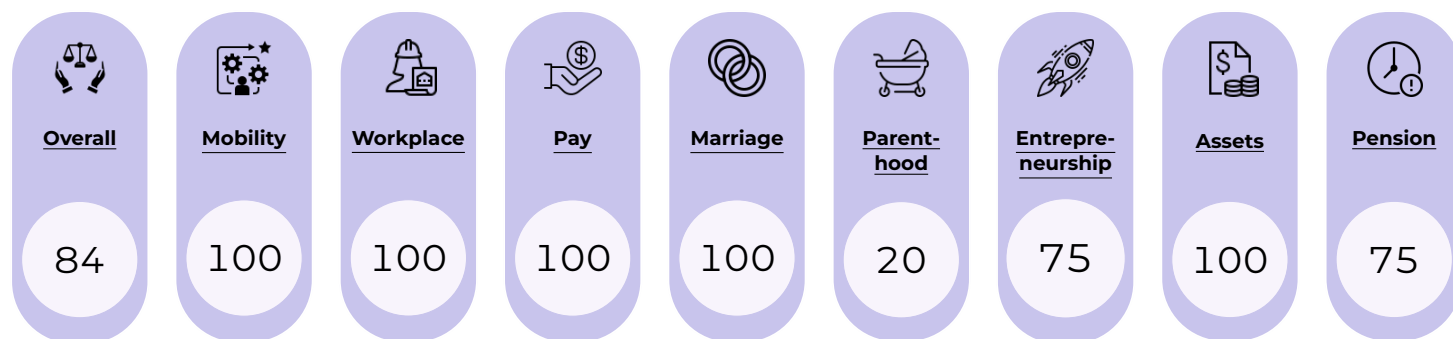 Overall
84
Mobility
100
Workplace
100
Pay
100
Marriage
100
Parent-
hood
20
Entrepre-
neurship
75
Assets
100
Pension
75